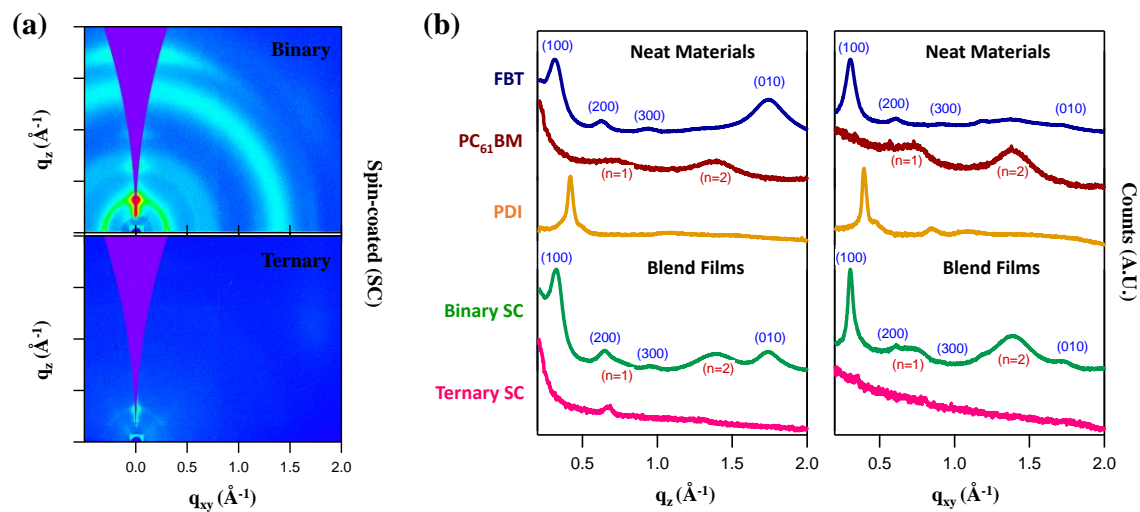 (a)
Binary
Ternary
q_z (Å⁻¹)
q_z (Å⁻¹)
0.0 0.5 1.0 1.5 2.0
q_xy (Å⁻¹)
Spin-coated (SC)
(b)
Neat Materials
(100)
(200)
(300)
(010)
FBT
PC₆₁BM
(n=1)
(n=2)
PDI
Blend Films
(100)
(200)
(300)
(010)
(n=1)
(n=2)
Binary SC
Ternary SC
0.5 1.0 1.5 2.0
q_z (Å⁻¹)
Neat Materials
(100)
(200)
(300)
(010)
(n=1)
(n=2)
Blend Films
(100)
(200)
(300)
(010)
(n=1)
(n=2)
0.5 1.0 1.5 2.0
q_xy (Å⁻¹)
Counts (A.U.)